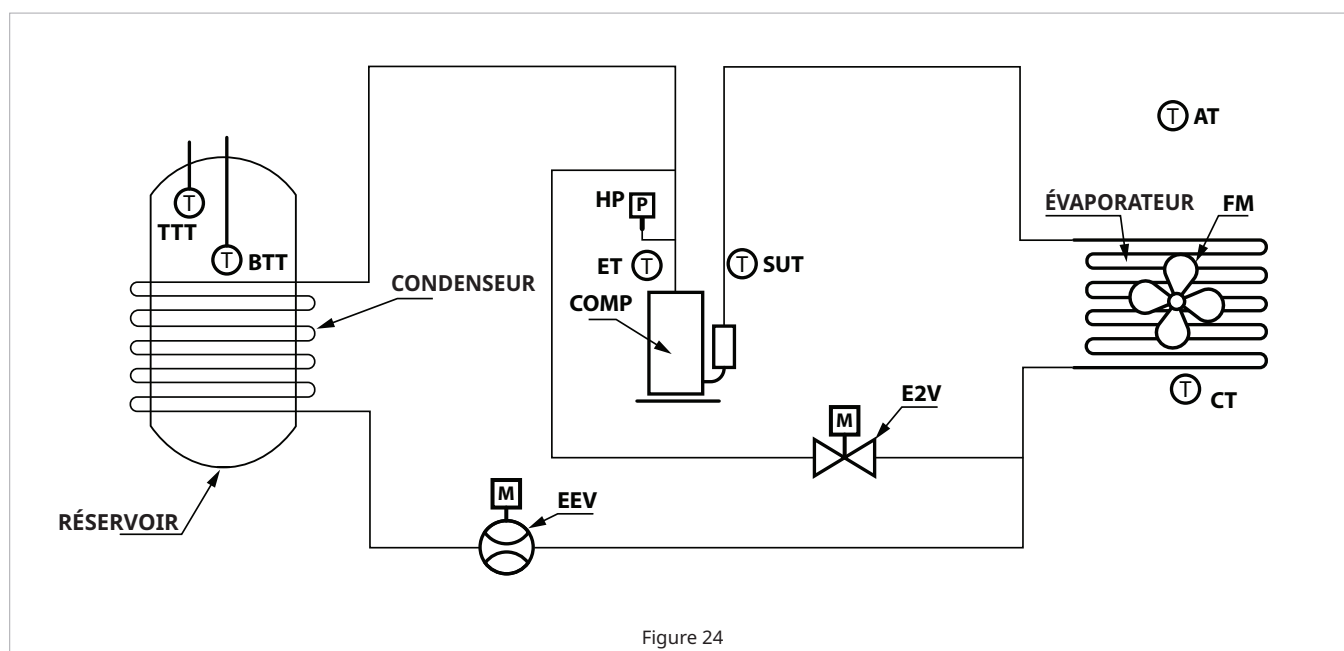 T AT
HP P
ÉVAPORATEUR FM
T
TTT
T BTT
ET T
T SUT
CONDENSEUR
COMP
E2V
T CT
M
M
EEV
RÉSERVOIR
Figure 24